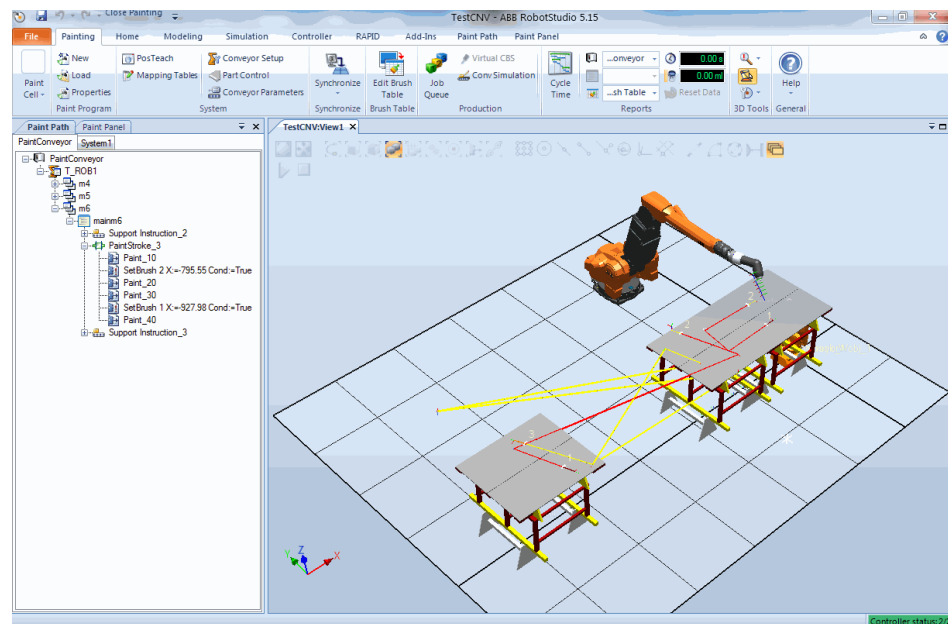 Close Painting
TestCNV - ABB RobotStudio 5.15
File Painting Home Modeling Simulation Controller RAPID Add-Ins Paint Path Paint Panel
New PosTeach Conveyor Setup Virtual CBS ...onveyor 0.00 s
Load Mapping Tables Part Control Conv Simulation 0.00 ml
Properties Conveyor Parameters ...sh Table Reset Data
Paint Cell Synchronize Edit Brush Table Job Queue Cycle Time Help
Paint Program System Synchronize Brush Table Production Reports 3D Tools General
Paint Path Paint Panel TestCNV:View1
PaintConveyor System1
PaintConveyor
T_ROB1
m4
m5
m6
mainm6
Support Instruction_2
PaintStroke_3
Paint_10
SetBrush 2 X:=-795.55 Cond:=True
Paint_20
Paint_30
SetBrush 1 X:=-927.98 Cond:=True
Paint_40
Support Instruction_3
2
2
3
1
Z
Y
X
Controller status: